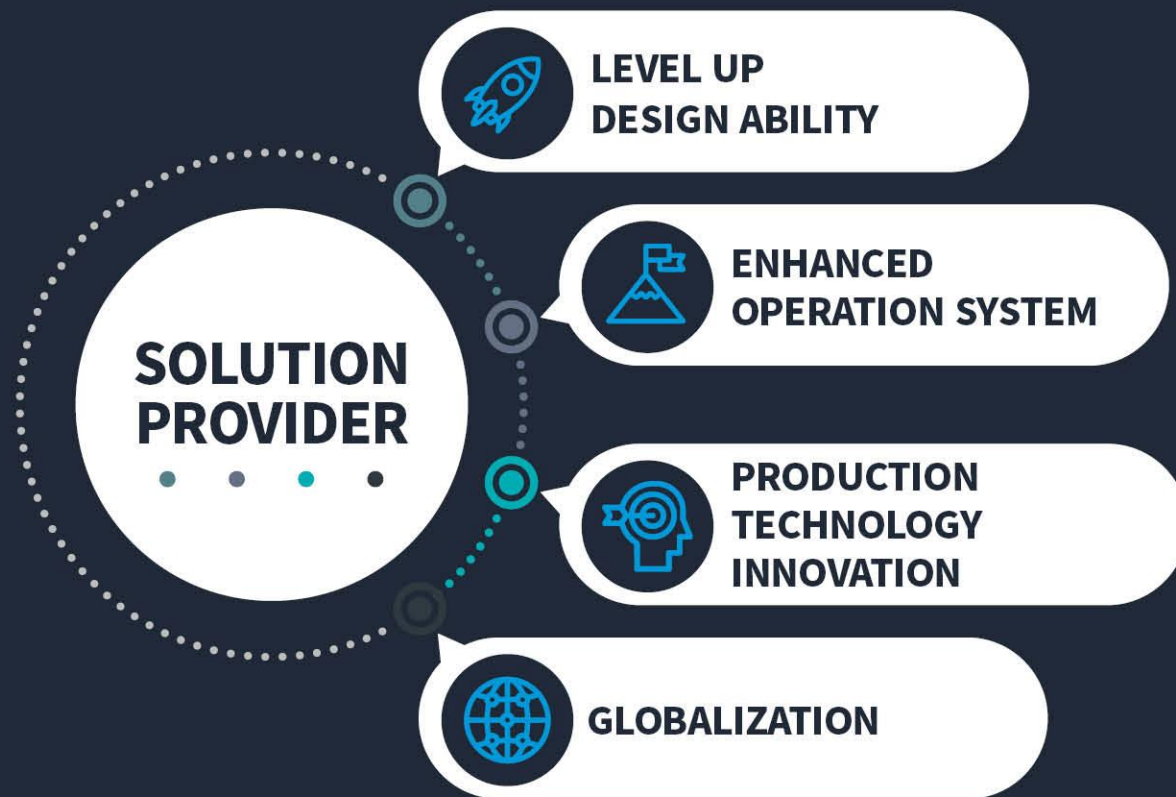 SOLUTION
PROVIDER
LEVEL UP
DESIGN ABILITY
ENHANCED
OPERATION SYSTEM
PRODUCTION
TECHNOLOGY
INNOVATION
GLOBALIZATION